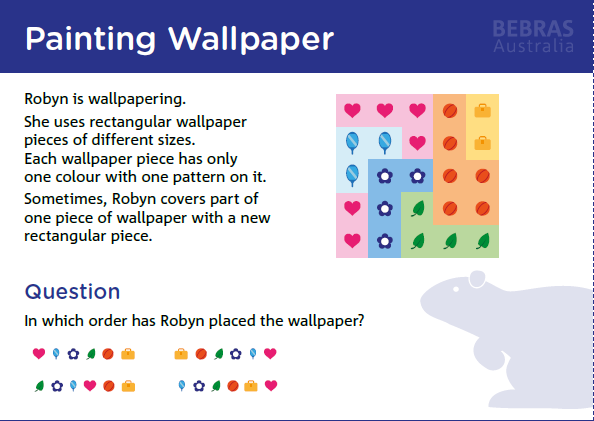 Painting Wallpaper
BEBRAS
Australia
Robyn is wallpapering.
She uses rectangular wallpaper
pieces of different sizes.
Each wallpaper piece has only
one colour with one pattern on it.
Sometimes, Robyn covers part of
one piece of wallpaper with a new
rectangular piece.
Question
In which order has Robyn placed the wallpaper?